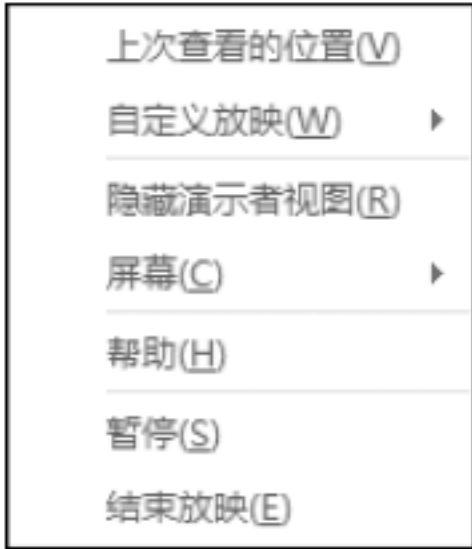 上次查看的位置(V)
自定义放映(W)
隐藏演示者视图(R)
屏幕(C)
帮助(H)
暂停(S)
结束放映(E)